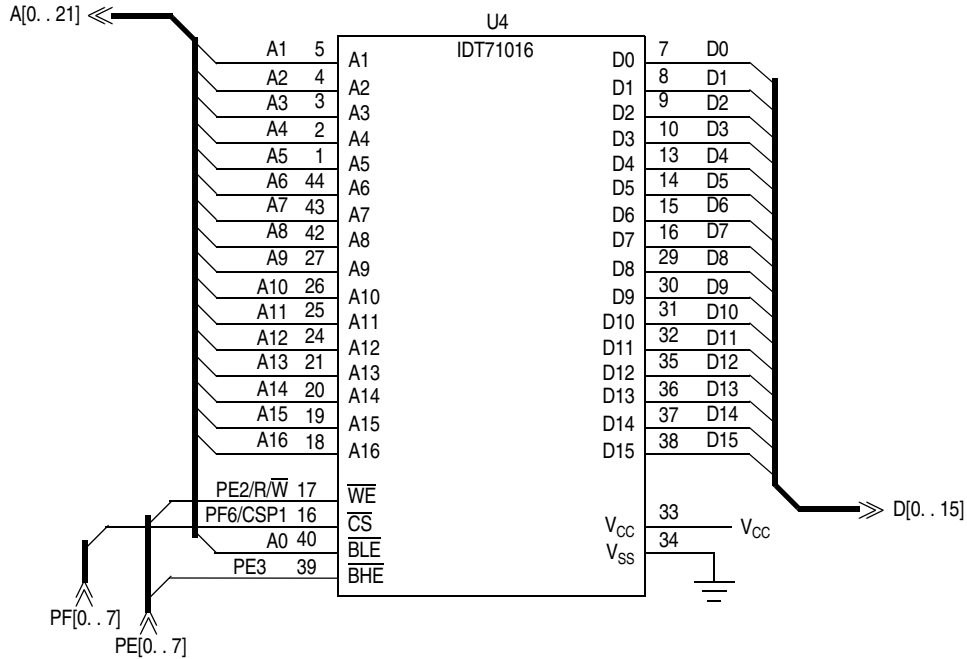 A[0. . 21]
U4
IDT71016
A1 5 A1 D0 7 D0
A2 4 A2 D1 8 D1
A3 3 A3 D2 9 D2
A4 2 A4 D3 10 D3
A5 1 A5 D4 13 D4
A6 44 A6 D5 14 D5
A7 43 A7 D6 15 D6
A8 42 A8 D7 16 D7
A9 27 A9 D8 29 D8
A10 26 A10 D9 30 D9
A11 25 A11 D10 31 D10
A12 24 A12 D11 32 D11
A13 21 A13 D12 35 D12
A14 20 A14 D13 36 D13
A15 19 A15 D14 37 D14
A16 18 A16 D15 38 D15
PE2/R/W̅ 17 W̅E̅
PF6/CSP1 16 C̅S̅ VCC 33 VCC
A0 40 B̅L̅E̅ VSS 34
PE3 39 B̅H̅E̅
D[0. . 15]
PF[0. . 7]
PE[0. . 7]